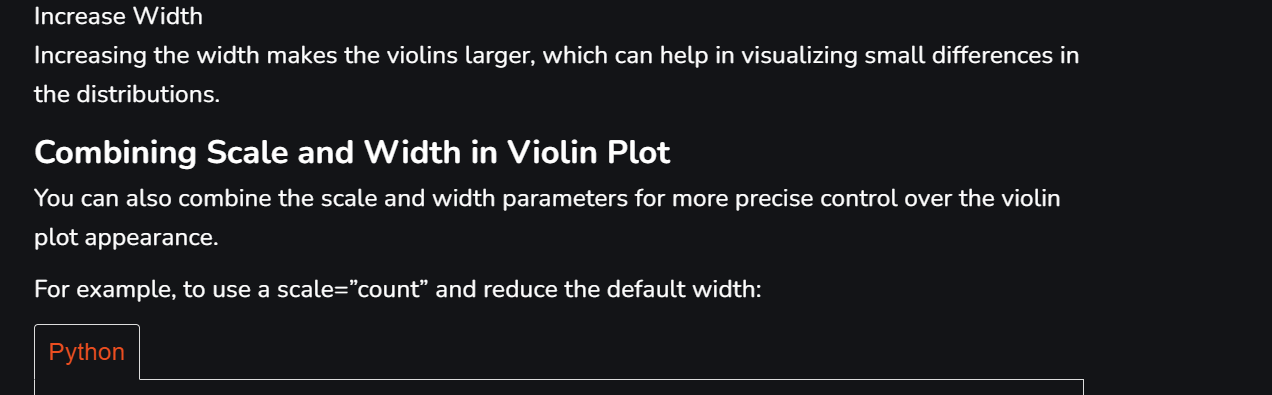 Increase Width
Increasing the width makes the violins larger, which can help in visualizing small differences in
the distributions.
Combining Scale and Width in Violin Plot
You can also combine the scale and width parameters for more precise control over the violin
plot appearance.
For example, to use a scale=”count” and reduce the default width:
Python